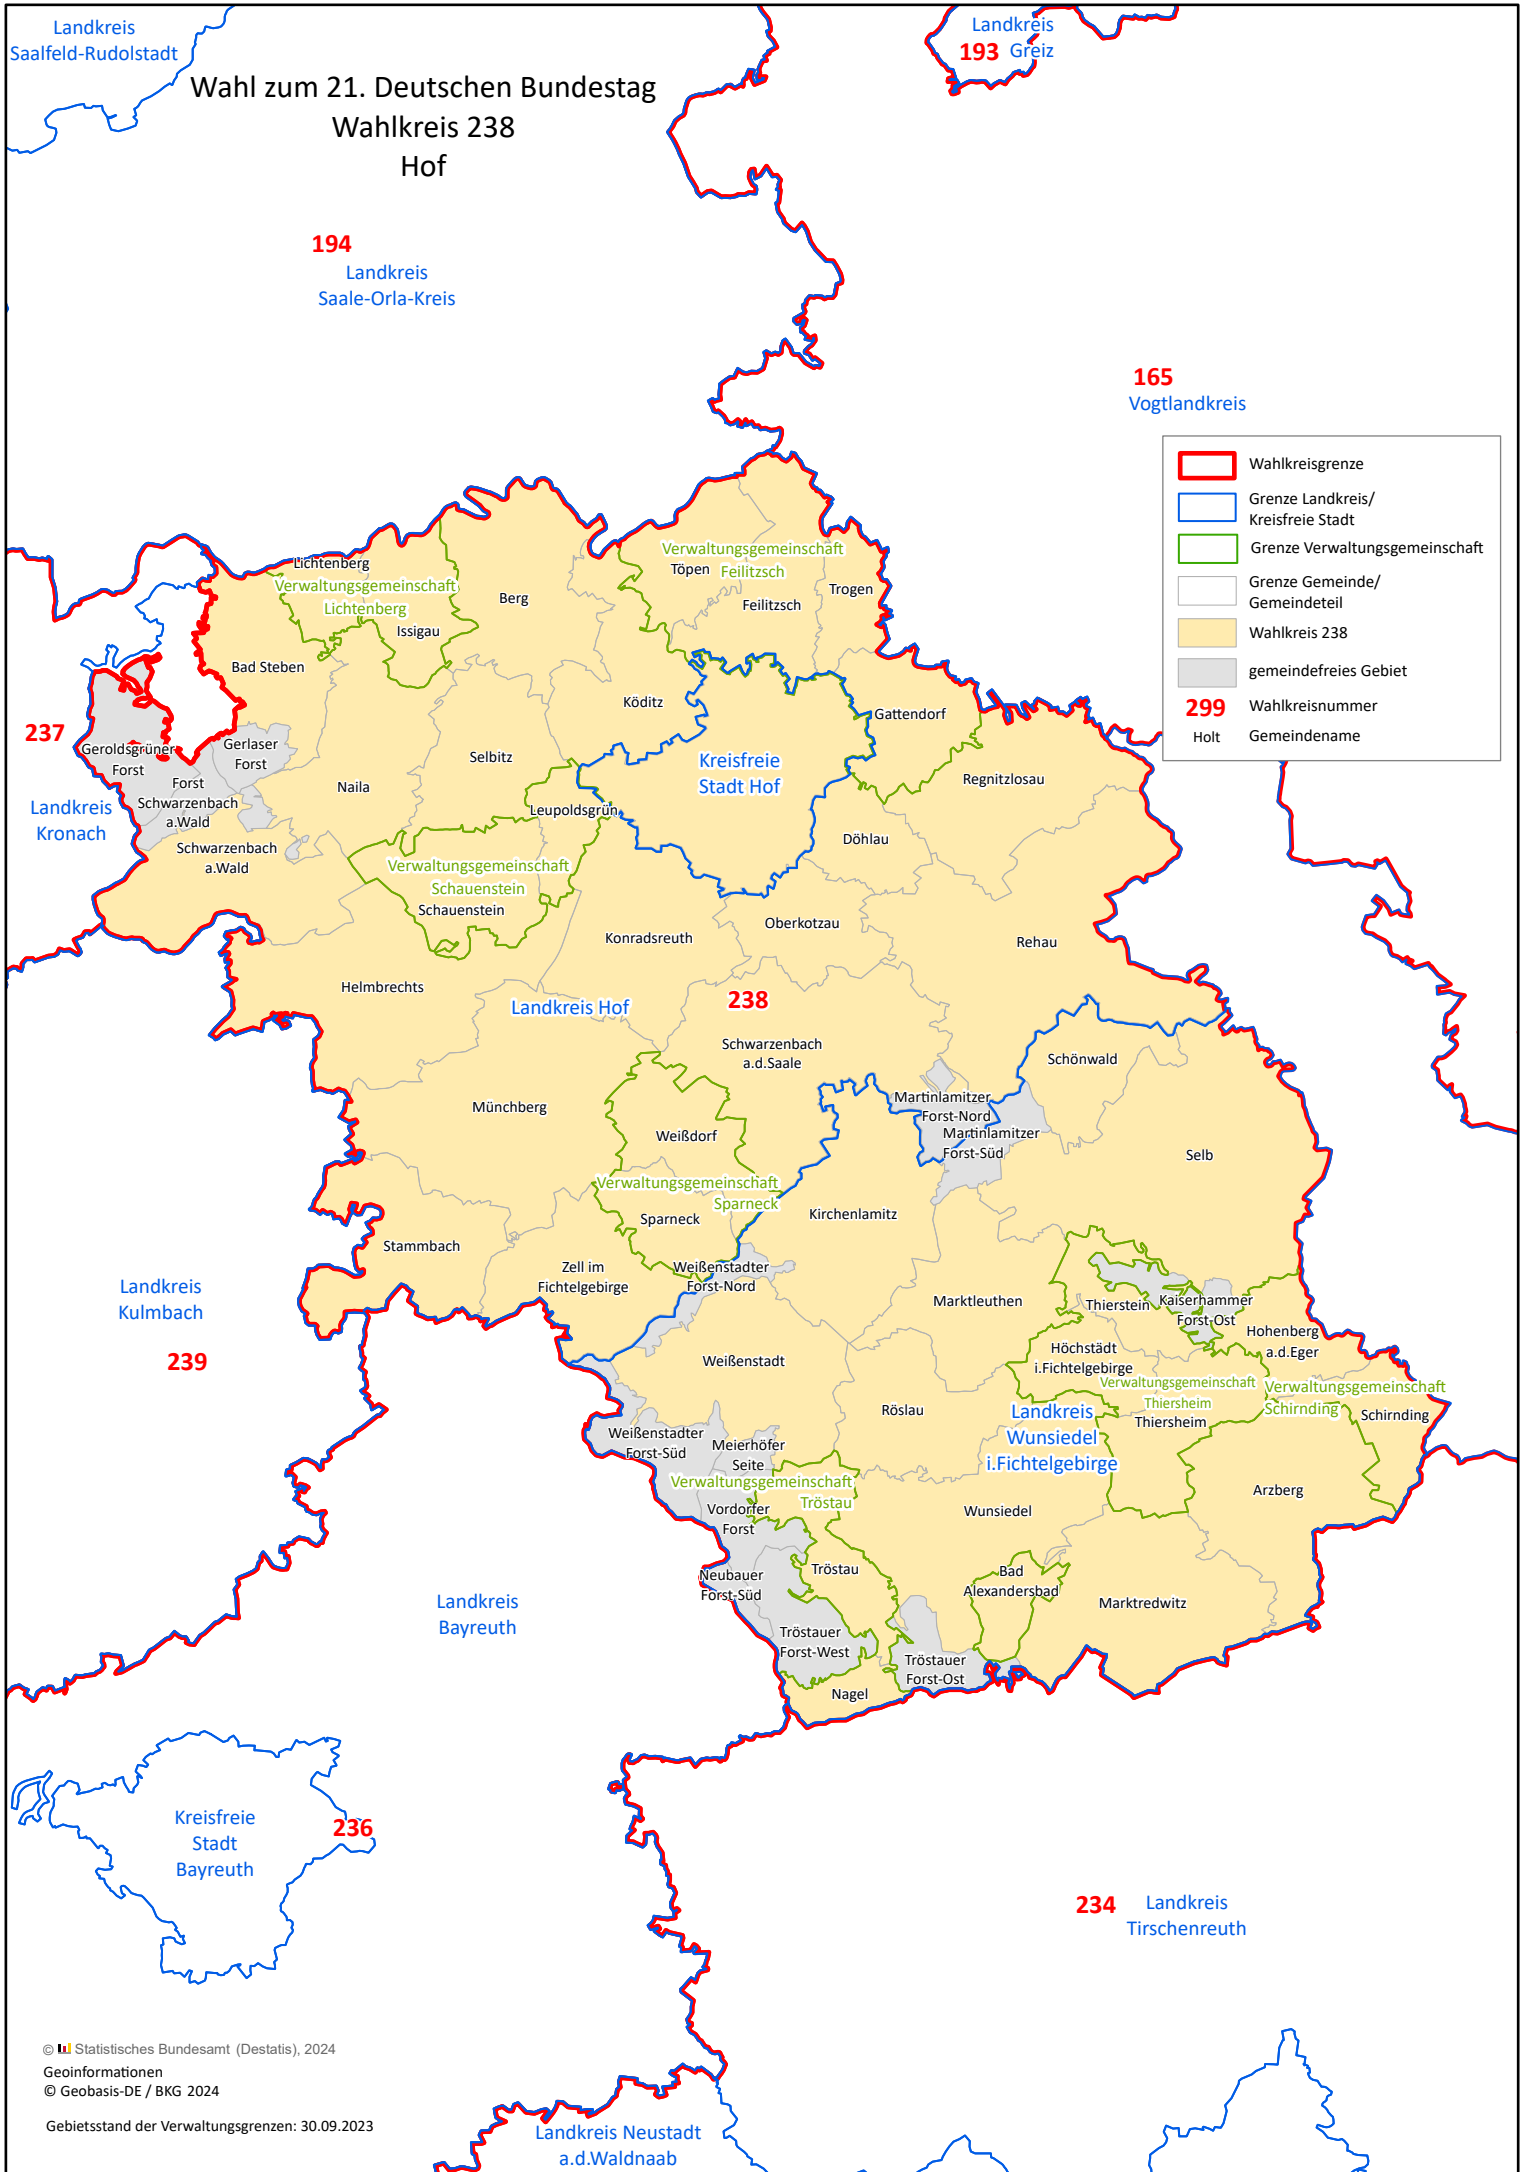 Landkreis
Saalfeld-Rudolstadt
Wahl zum 21. Deutschen Bundestag
Wahlkreis 238
Hof
Landkreis
193 Greiz
194
Landkreis
Saale-Orla-Kreis
165
Vogtlandkreis
Wahlkreisgrenze
Grenze Landkreis/
Kreisfreie Stadt
Grenze Verwaltungsgemeinschaft
Grenze Gemeinde/
Gemeindeteil
Wahlkreis 238
gemeindefreies Gebiet
299 Wahlkreisnummer
Holt Gemeindename
Lichtenberg
Verwaltungsgemeinschaft
Lichtenberg
Issigau
Berg
Verwaltungsgemeinschaft
Feilitzsch
Töpen
Feilitzsch
Trogen
Bad Steben
Köditz
Gattendorf
237
Geroldsgrüner
Forst
Gerlaser
Forst
Forst
Schwarzenbach
a.Wald
Selbitz
Kreisfreie
Stadt Hof
Regnitzlosau
Naila
Landkreis
Kronach
Leupoldsgrün
Döhlau
Schwarzenbach
a.Wald
Verwaltungsgemeinschaft
Schauenstein
Schauenstein
Oberkotzau
Konradsreuth
Rehau
Helmbrechts
Landkreis Hof
238
Schwarzenbach
a.d.Saale
Schönwald
Martinlamitzer
Forst-Nord
Martinlamitzer
Forst-Süd
Münchberg
Weißdorf
Selb
Verwaltungsgemeinschaft
Sparneck
Sparneck
Kirchenlamitz
Stammbach
Zell im
Fichtelgebirge
Weißenstadter
Forst-Nord
Landkreis
Kulmbach
239
Marktleuthen
Thierstein
Kaiserhammer
Forst-Ost
Hohenberg
a.d.Eger
Höchstädt
i.Fichtelgebirge
Weißenstadt
Verwaltungsgemeinschaft
Thiersheim
Thiersheim
Verwaltungsgemeinschaft
Schirnding
Schirnding
Röslau
Landkreis
Wunsiedel
i.Fichtelgebirge
Weißenstadter
Forst-Süd
Meierhöfer
Seite
Verwaltungsgemeinschaft
Tröstau
Arzberg
Vordorfer
Forst
Wunsiedel
Neubauer
Forst-Süd
Tröstau
Bad
Alexandersbad
Marktredwitz
Landkreis
Bayreuth
Tröstauer
Forst-West
Tröstauer
Forst-Ost
Nagel
Kreisfreie
Stadt
Bayreuth
236
234
Landkreis
Tirschenreuth
© Statistisches Bundesamt (Destatis), 2024
Geoinformationen
© Geobasis-DE / BKG 2024
Gebietsstand der Verwaltungsgrenzen: 30.09.2023
Landkreis Neustadt
a.d.Waldnaab